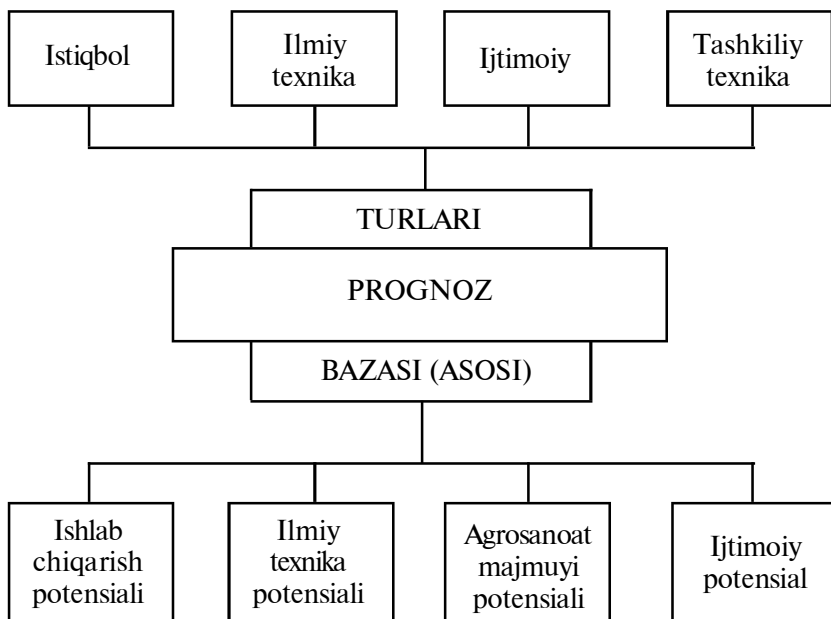 Istiqbol
Ilmiy
texnika
Ijtimoiy
Tashkiliy
texnika
TURLARI
PROGNOZ
BAZASI (ASOSI)
Ishlab
chiqarish
potensiali
Ilmiy
texnika
potensiali
Agrosanoat
majmuyi
potensiali
Ijtimoiy
potensial